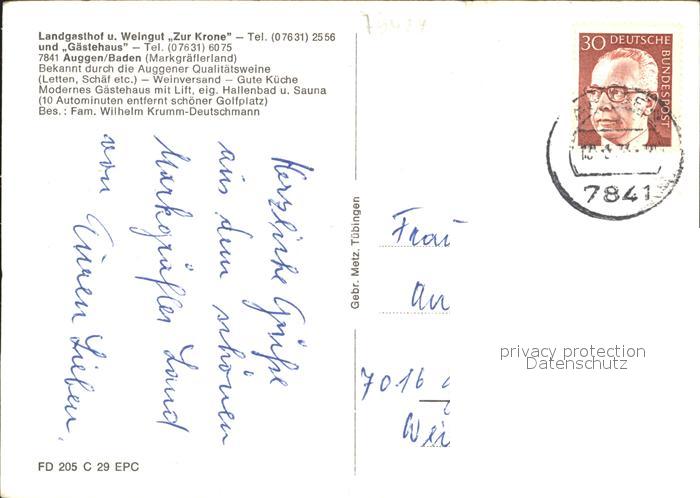 Landgasthof u. Weingut „Zur Krone” – Tel. (07631) 2556
und „Gästehaus” – Tel. (07631) 6075
7841 Auggen/Baden (Markgräflerland)
Bekannt durch die Auggener Qualitätsweine
(Letten, Schäf etc.) – Weinversand – Gute Küche
Modernes Gästehaus mit Lift, eig. Hallenbad u. Sauna
(10 Autominuten entfernt schöner Golfplatz)
Bes.: Fam. Wilhelm Krumm-Deutschmann
Herzliche Grüße
aus dem schönen
Markgräfler Land
von Euren Lieben.
FD 205 C 29 EPC
Gebr. Metz, Tübingen
30 DEUTSCHE
BUNDESPOST
7841
Frau
An
7016
Wei
privacy protection
Datenschutz